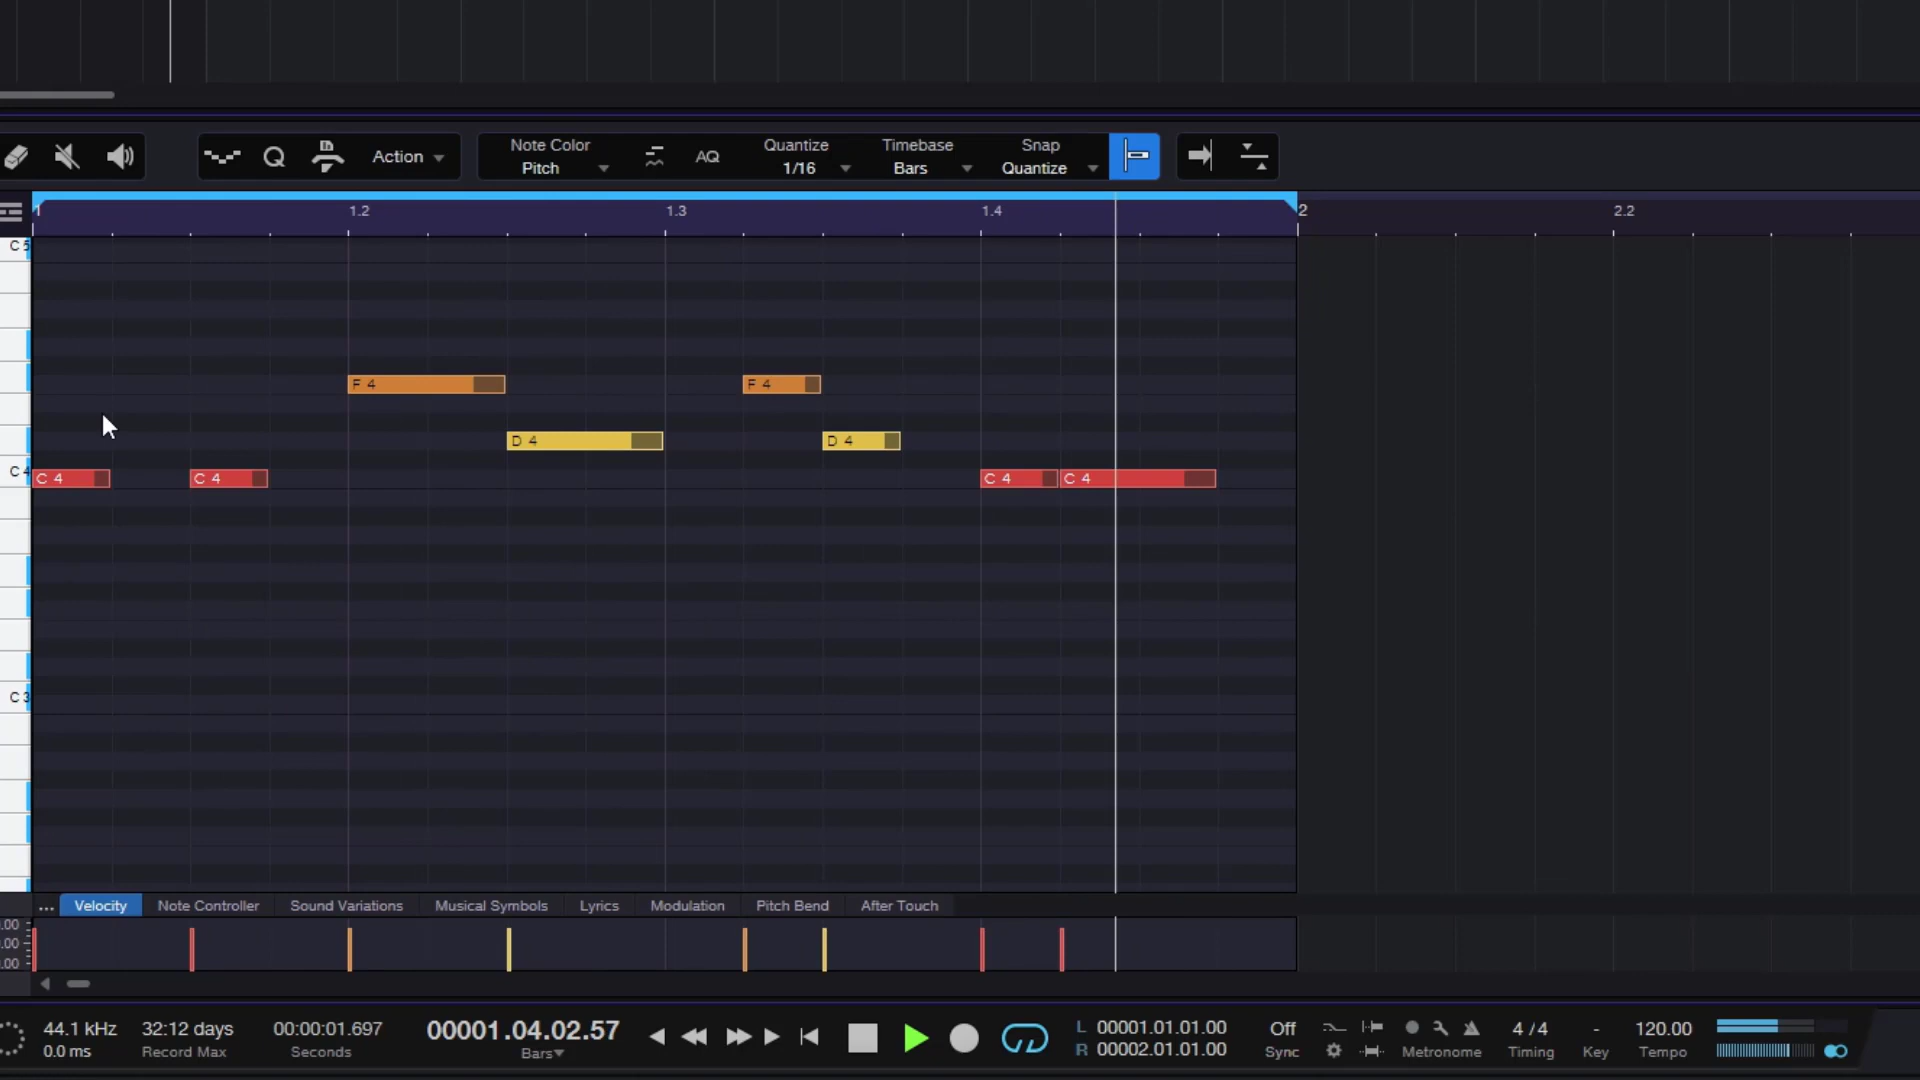 Action
Note Color
Pitch
AQ
Quantize
1/16
Timebase
Bars
Snap
Quantize
1
1.2
1.3
1.4
2
2.2
C 5
F 4
F 4
D 4
D 4
C 4
C 4
C 4
C 4
C 4
C 3
... Velocity Note Controller Sound Variations Musical Symbols Lyrics Modulation Pitch Bend After Touch
.00
.00
.00
44.1 kHz
0.0 ms
32:12 days
Record Max
00:00:01.697
Seconds
00001.04.02.57
Bars
L 00001.01.01.00
R 00002.01.01.00
Off
Sync
Metronome
4 / 4
Timing
-
Key
120.00
Tempo